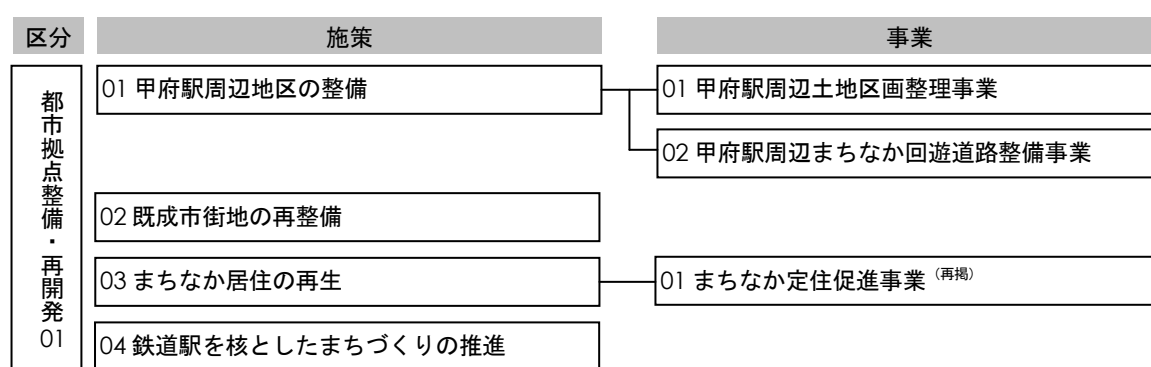 区分 施策 事業
都市拠点整備・再開発 01
01 甲府駅周辺地区の整備
01 甲府駅周辺土地区画整理事業
02 甲府駅周辺まちなか回遊道路整備事業
02 既成市街地の再整備
03 まちなか居住の再生
01 まちなか定住促進事業（再掲）
04 鉄道駅を核としたまちづくりの推進